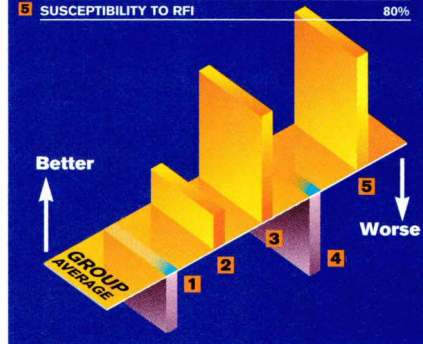 5 SUSCEPTIBILITY TO RFI 80%
Better
GROUP
AVERAGE
1
2
3
4
5
Worse